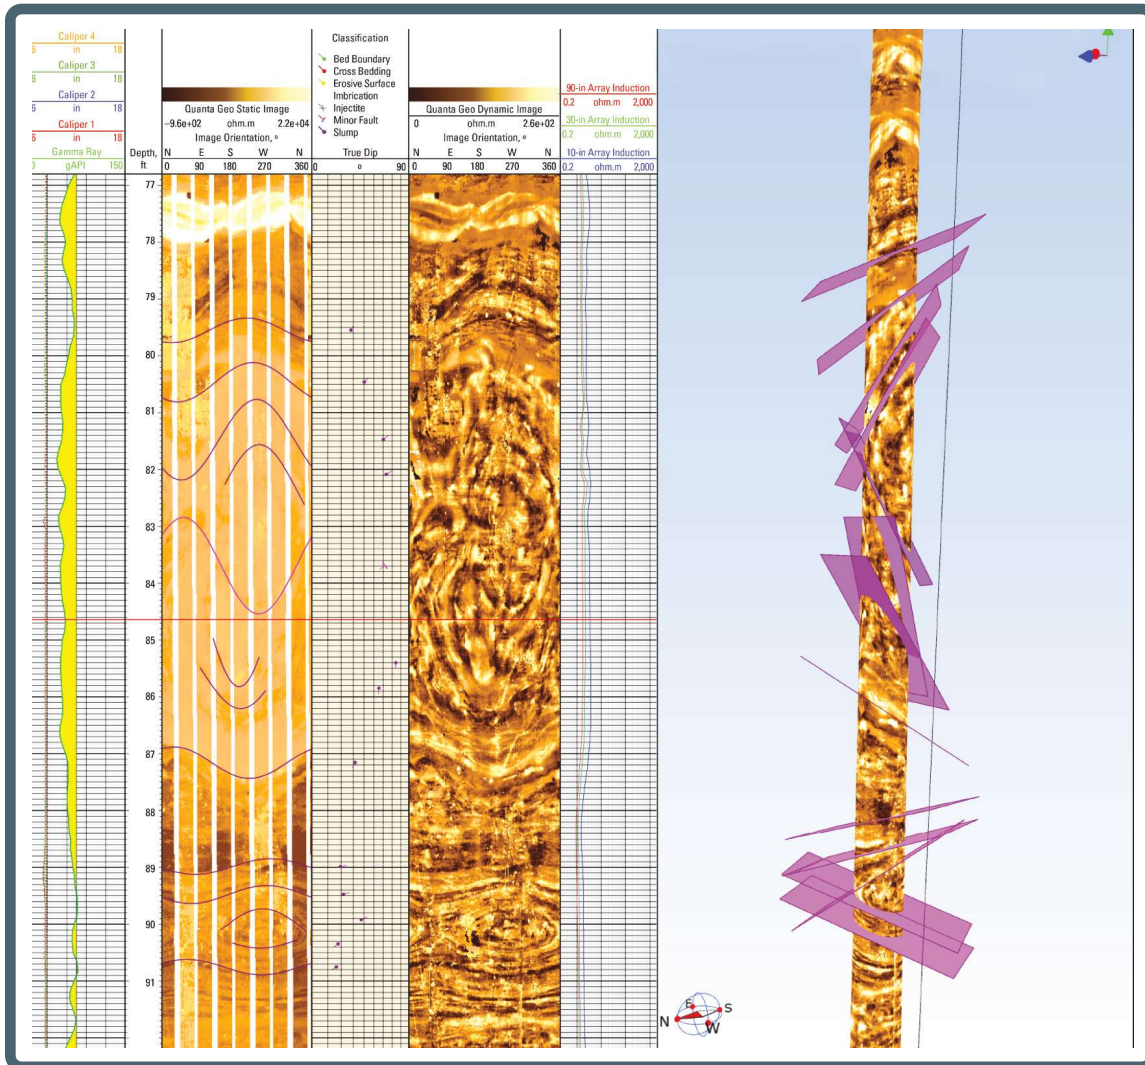 Caliper 4
6 in 18
Caliper 3
6 in 18
Caliper 2
6 in 18
Caliper 1
6 in 18
Gamma Ray
gAPI 150
Depth,
ft
Quanta Geo Static Image
−9.6e+02 ohm.m 2.2e+04
Image Orientation, °
N E S W N
0 90 180 270 360
Classification
Bed Boundary
Cross Bedding
Erosive Surface
Imbrication
Injectite
Minor Fault
Slump
True Dip
0 ° 90
Quanta Geo Dynamic Image
0 ohm.m 2.6e+02
Image Orientation, °
N E S W N
0 90 180 270 360
90-in Array Induction
0.2 ohm.m 2,000
30-in Array Induction
0.2 ohm.m 2,000
10-in Array Induction
0.2 ohm.m 2,000
77
78
79
80
81
82
83
84
85
86
87
88
89
90
91
N E S W